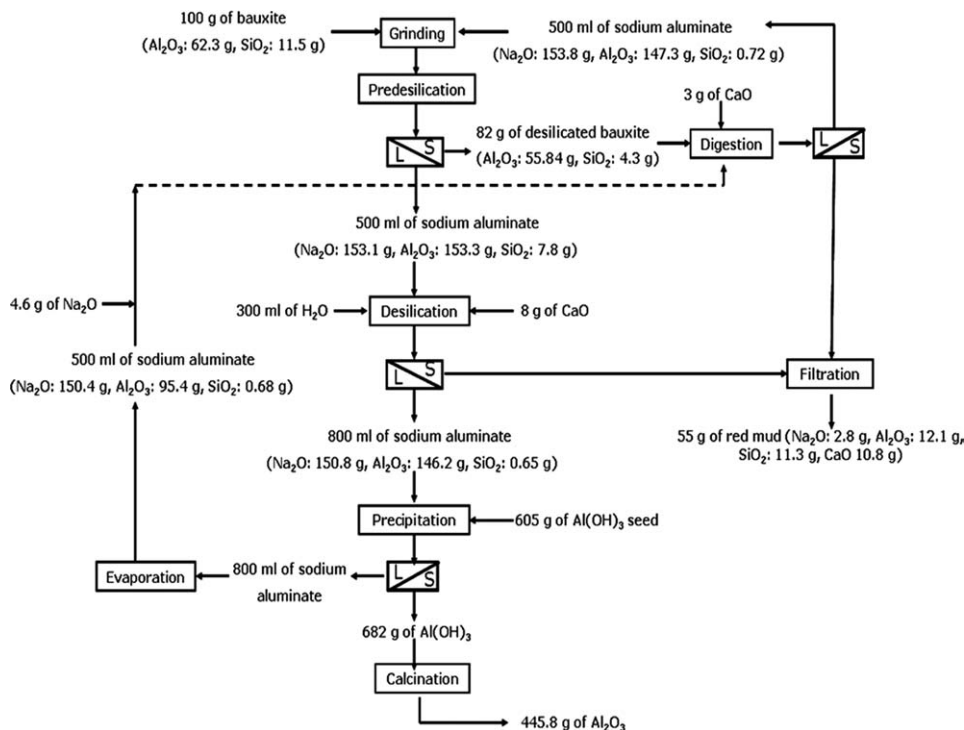 100 g of bauxite
(Al₂O₃: 62.3 g, SiO₂: 11.5 g)
Grinding
500 ml of sodium aluminate
(Na₂O: 153.8 g, Al₂O₃: 147.3 g, SiO₂: 0.72 g)
Predesilication
3 g of CaO
L S
82 g of desilicated bauxite
(Al₂O₃: 55.84 g, SiO₂: 4.3 g)
Digestion
L S
500 ml of sodium aluminate
(Na₂O: 153.1 g, Al₂O₃: 153.3 g, SiO₂: 7.8 g)
4.6 g of Na₂O
300 ml of H₂O
Desilication
8 g of CaO
500 ml of sodium aluminate
(Na₂O: 150.4 g, Al₂O₃: 95.4 g, SiO₂: 0.68 g)
L S
Filtration
800 ml of sodium aluminate
(Na₂O: 150.8 g, Al₂O₃: 146.2 g, SiO₂: 0.65 g)
55 g of red mud (Na₂O: 2.8 g, Al₂O₃: 12.1 g,
SiO₂: 11.3 g, CaO 10.8 g)
Precipitation
605 g of Al(OH)₃ seed
Evaporation
800 ml of sodium
aluminate
L S
682 g of Al(OH)₃
Calcination
445.8 g of Al₂O₃